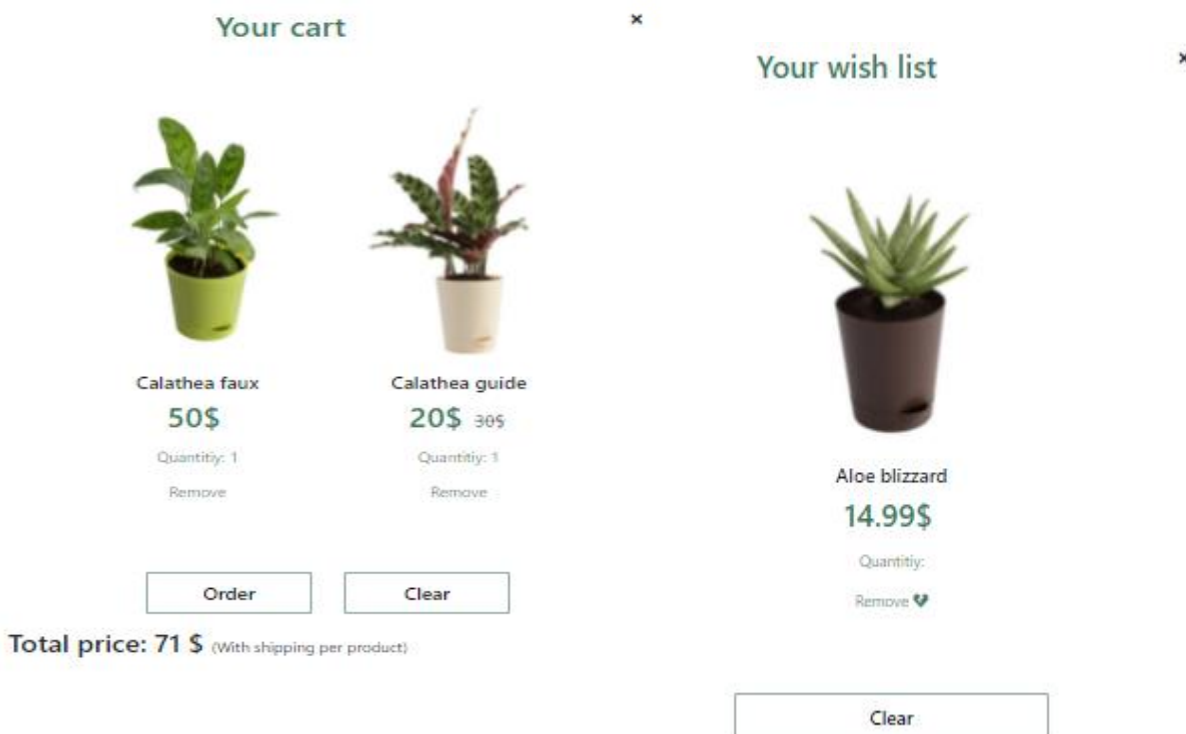 Your cart
×
Calathea faux
50$
Quantitiy: 1
Remove
Calathea guide
20$ 30$
Quantitiy: 1
Remove
Order
Clear
Total price: 71 $ (With shipping per product)
Your wish list
×
Aloe blizzard
14.99$
Quantitiy:
Remove
Clear